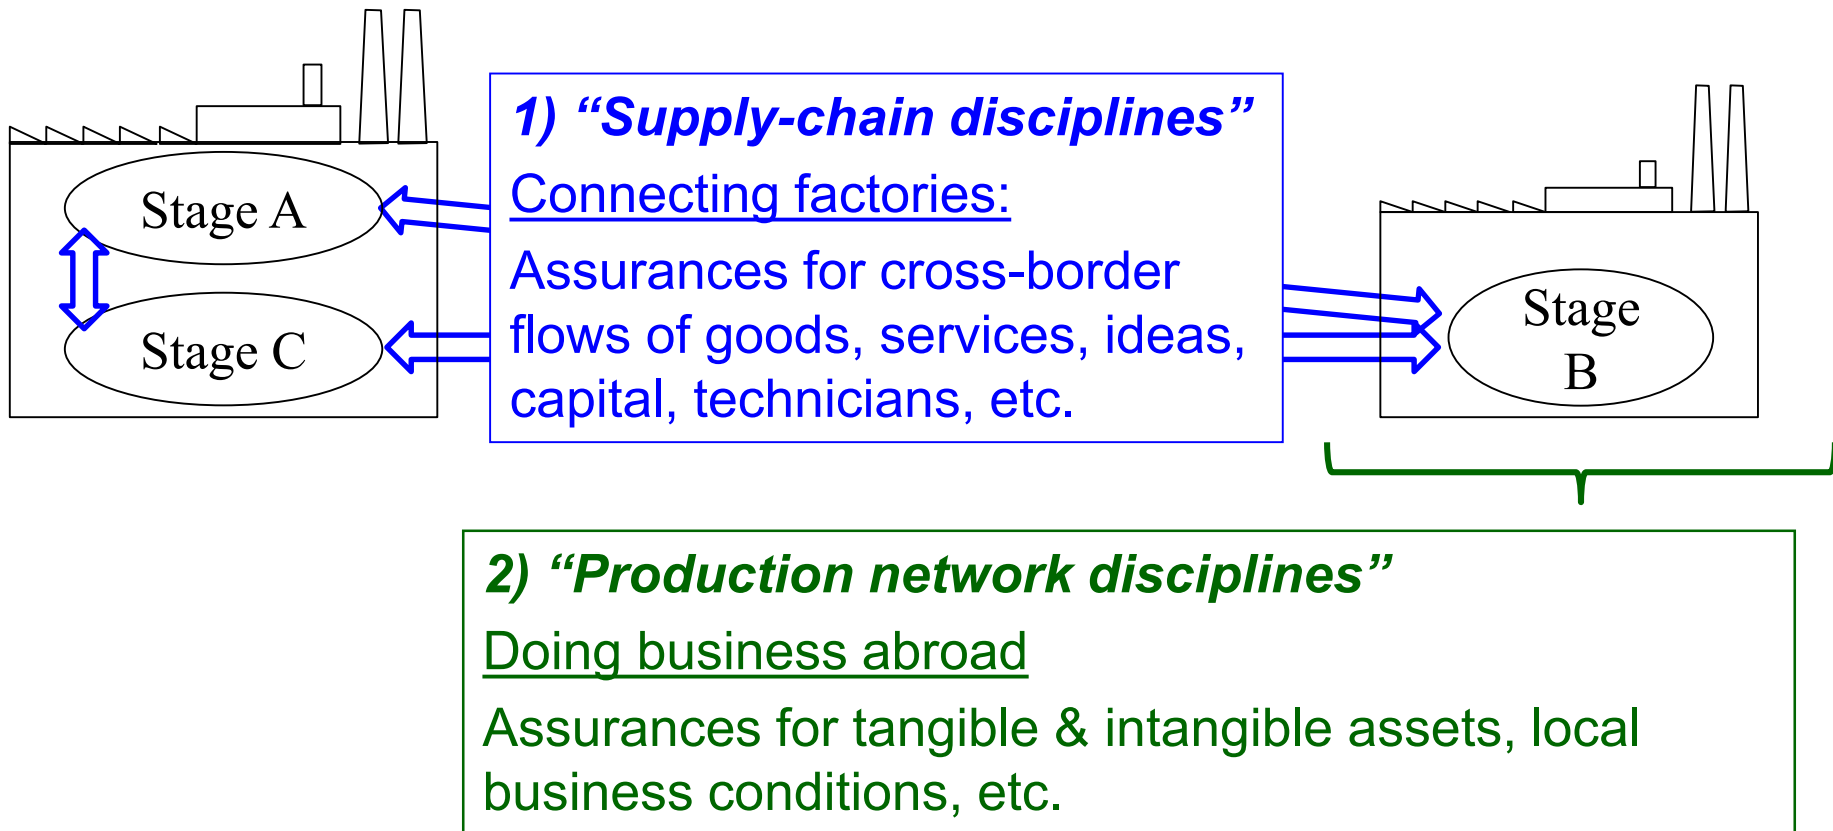 Stage A
Stage C
1) “Supply-chain disciplines”
Connecting factories:
Assurances for cross-border
flows of goods, services, ideas,
capital, technicians, etc.
Stage
B
2) “Production network disciplines”
Doing business abroad
Assurances for tangible & intangible assets, local
business conditions, etc.